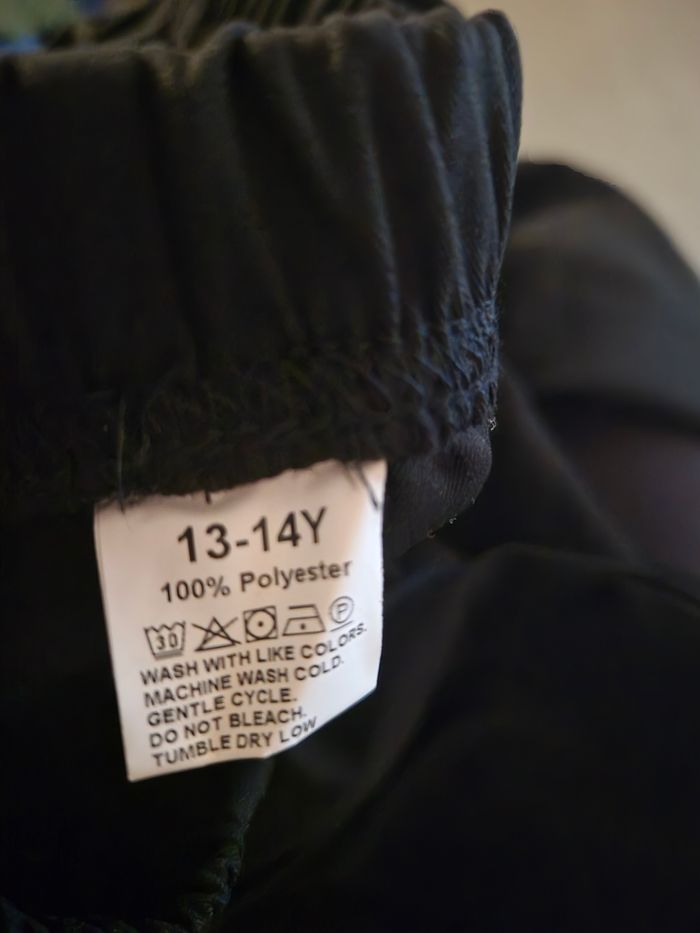 13-14Y
100% Polyester
30 P
WASH WITH LIKE COLORS.
MACHINE WASH COLD.
GENTLE CYCLE.
DO NOT BLEACH.
TUMBLE DRY LOW